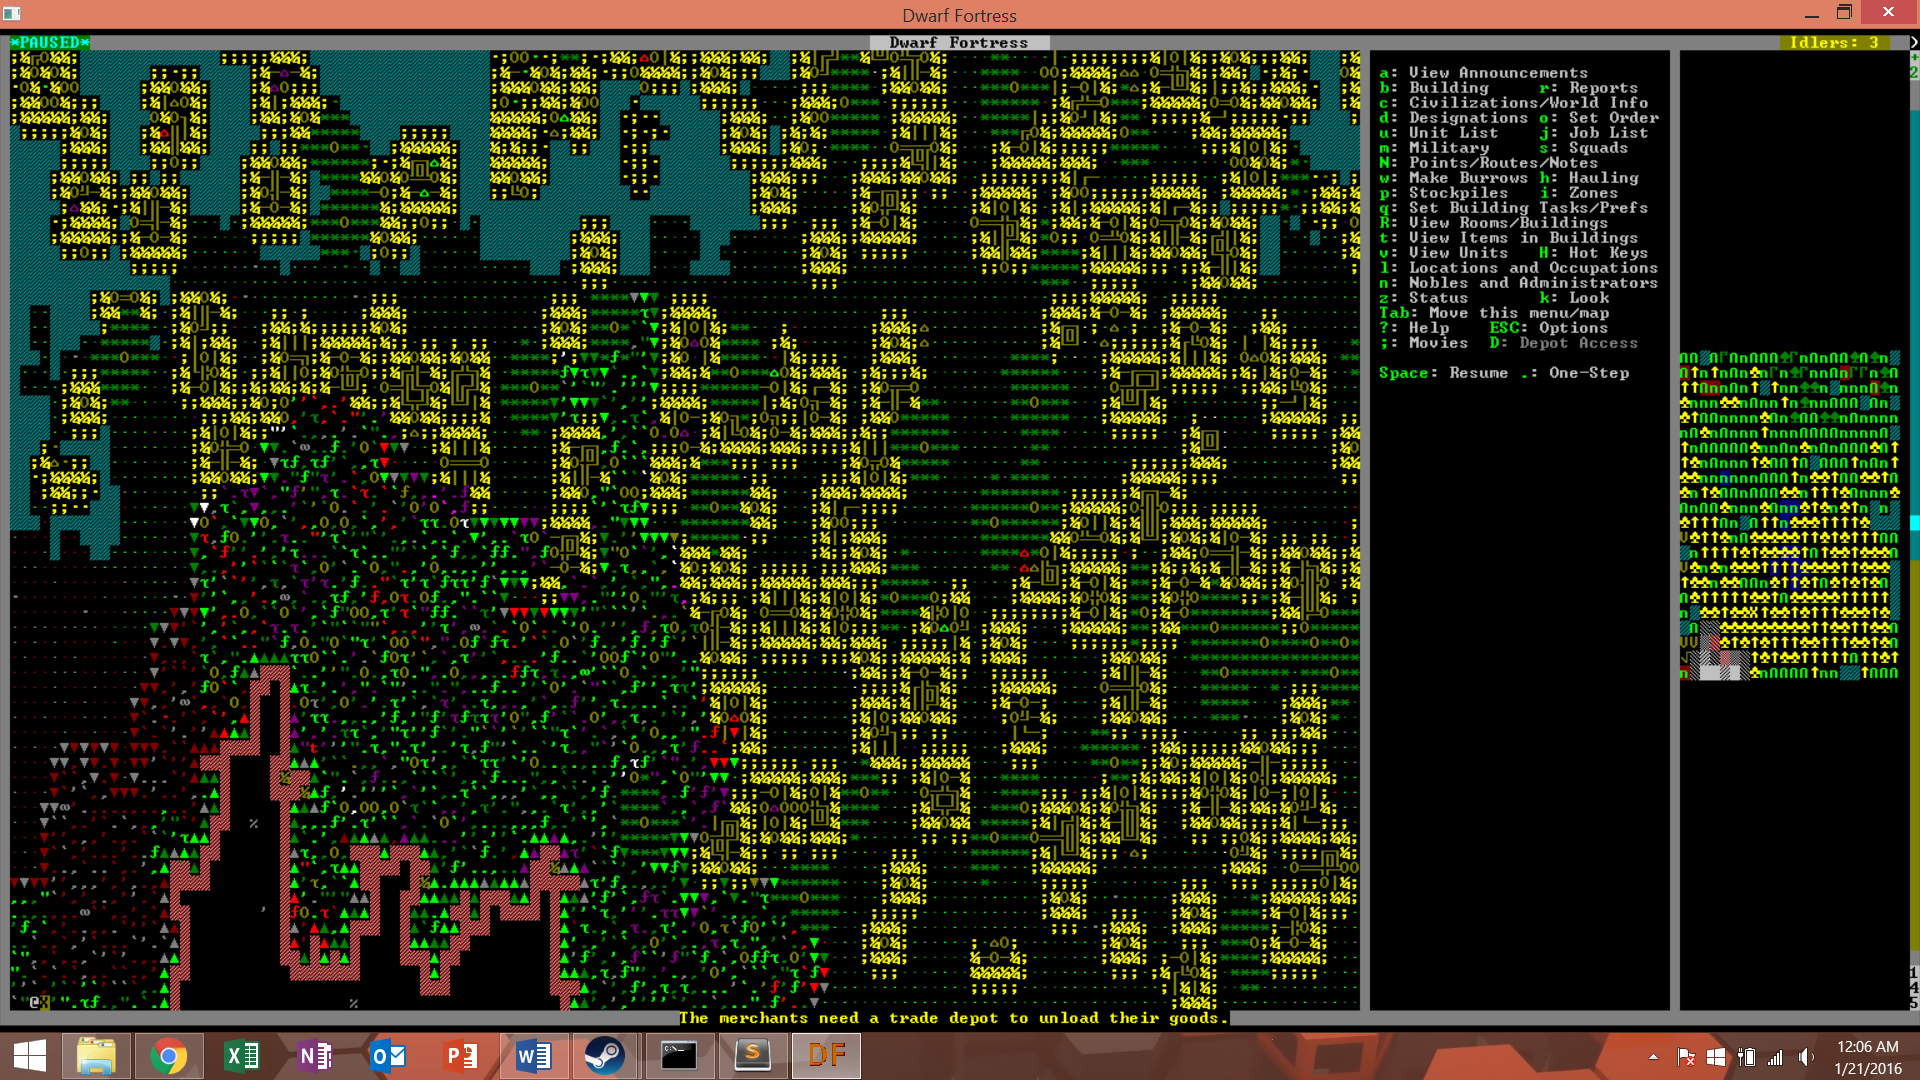 Dwarf Fortress
*PAUSED*
Dwarf Fortress
Idlers: 3
a: View Announcements
b: Building r: Reports
c: Civilizations/World Info
d: Designations o: Set Order
u: Unit List j: Job List
m: Military s: Squads
N: Points/Routes/Notes
w: Make Burrows h: Hauling
p: Stockpiles i: Zones
q: Set Building Tasks/Prefs
R: View Rooms/Buildings
t: View Items in Buildings
v: View Units H: Hot Keys
l: Locations and Occupations
n: Nobles and Administrators
z: Status k: Look
Tab: Move this menu/map
?: Help ESC: Options
;: Movies D: Depot Access
Space: Resume .: One-Step
The merchants need a trade depot to unload their goods.
DF
12:06 AM
1/21/2016